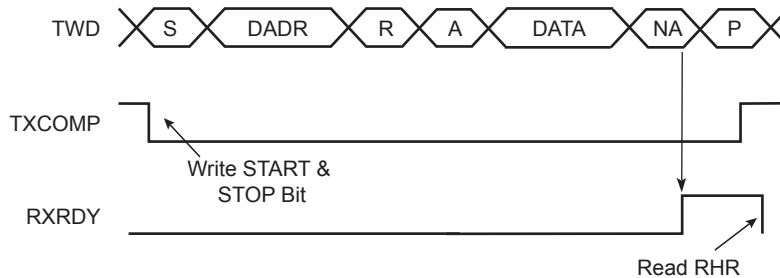 TWD S DADR R A DATA NA P
TXCOMP
Write START &
STOP Bit
RXRDY
Read RHR